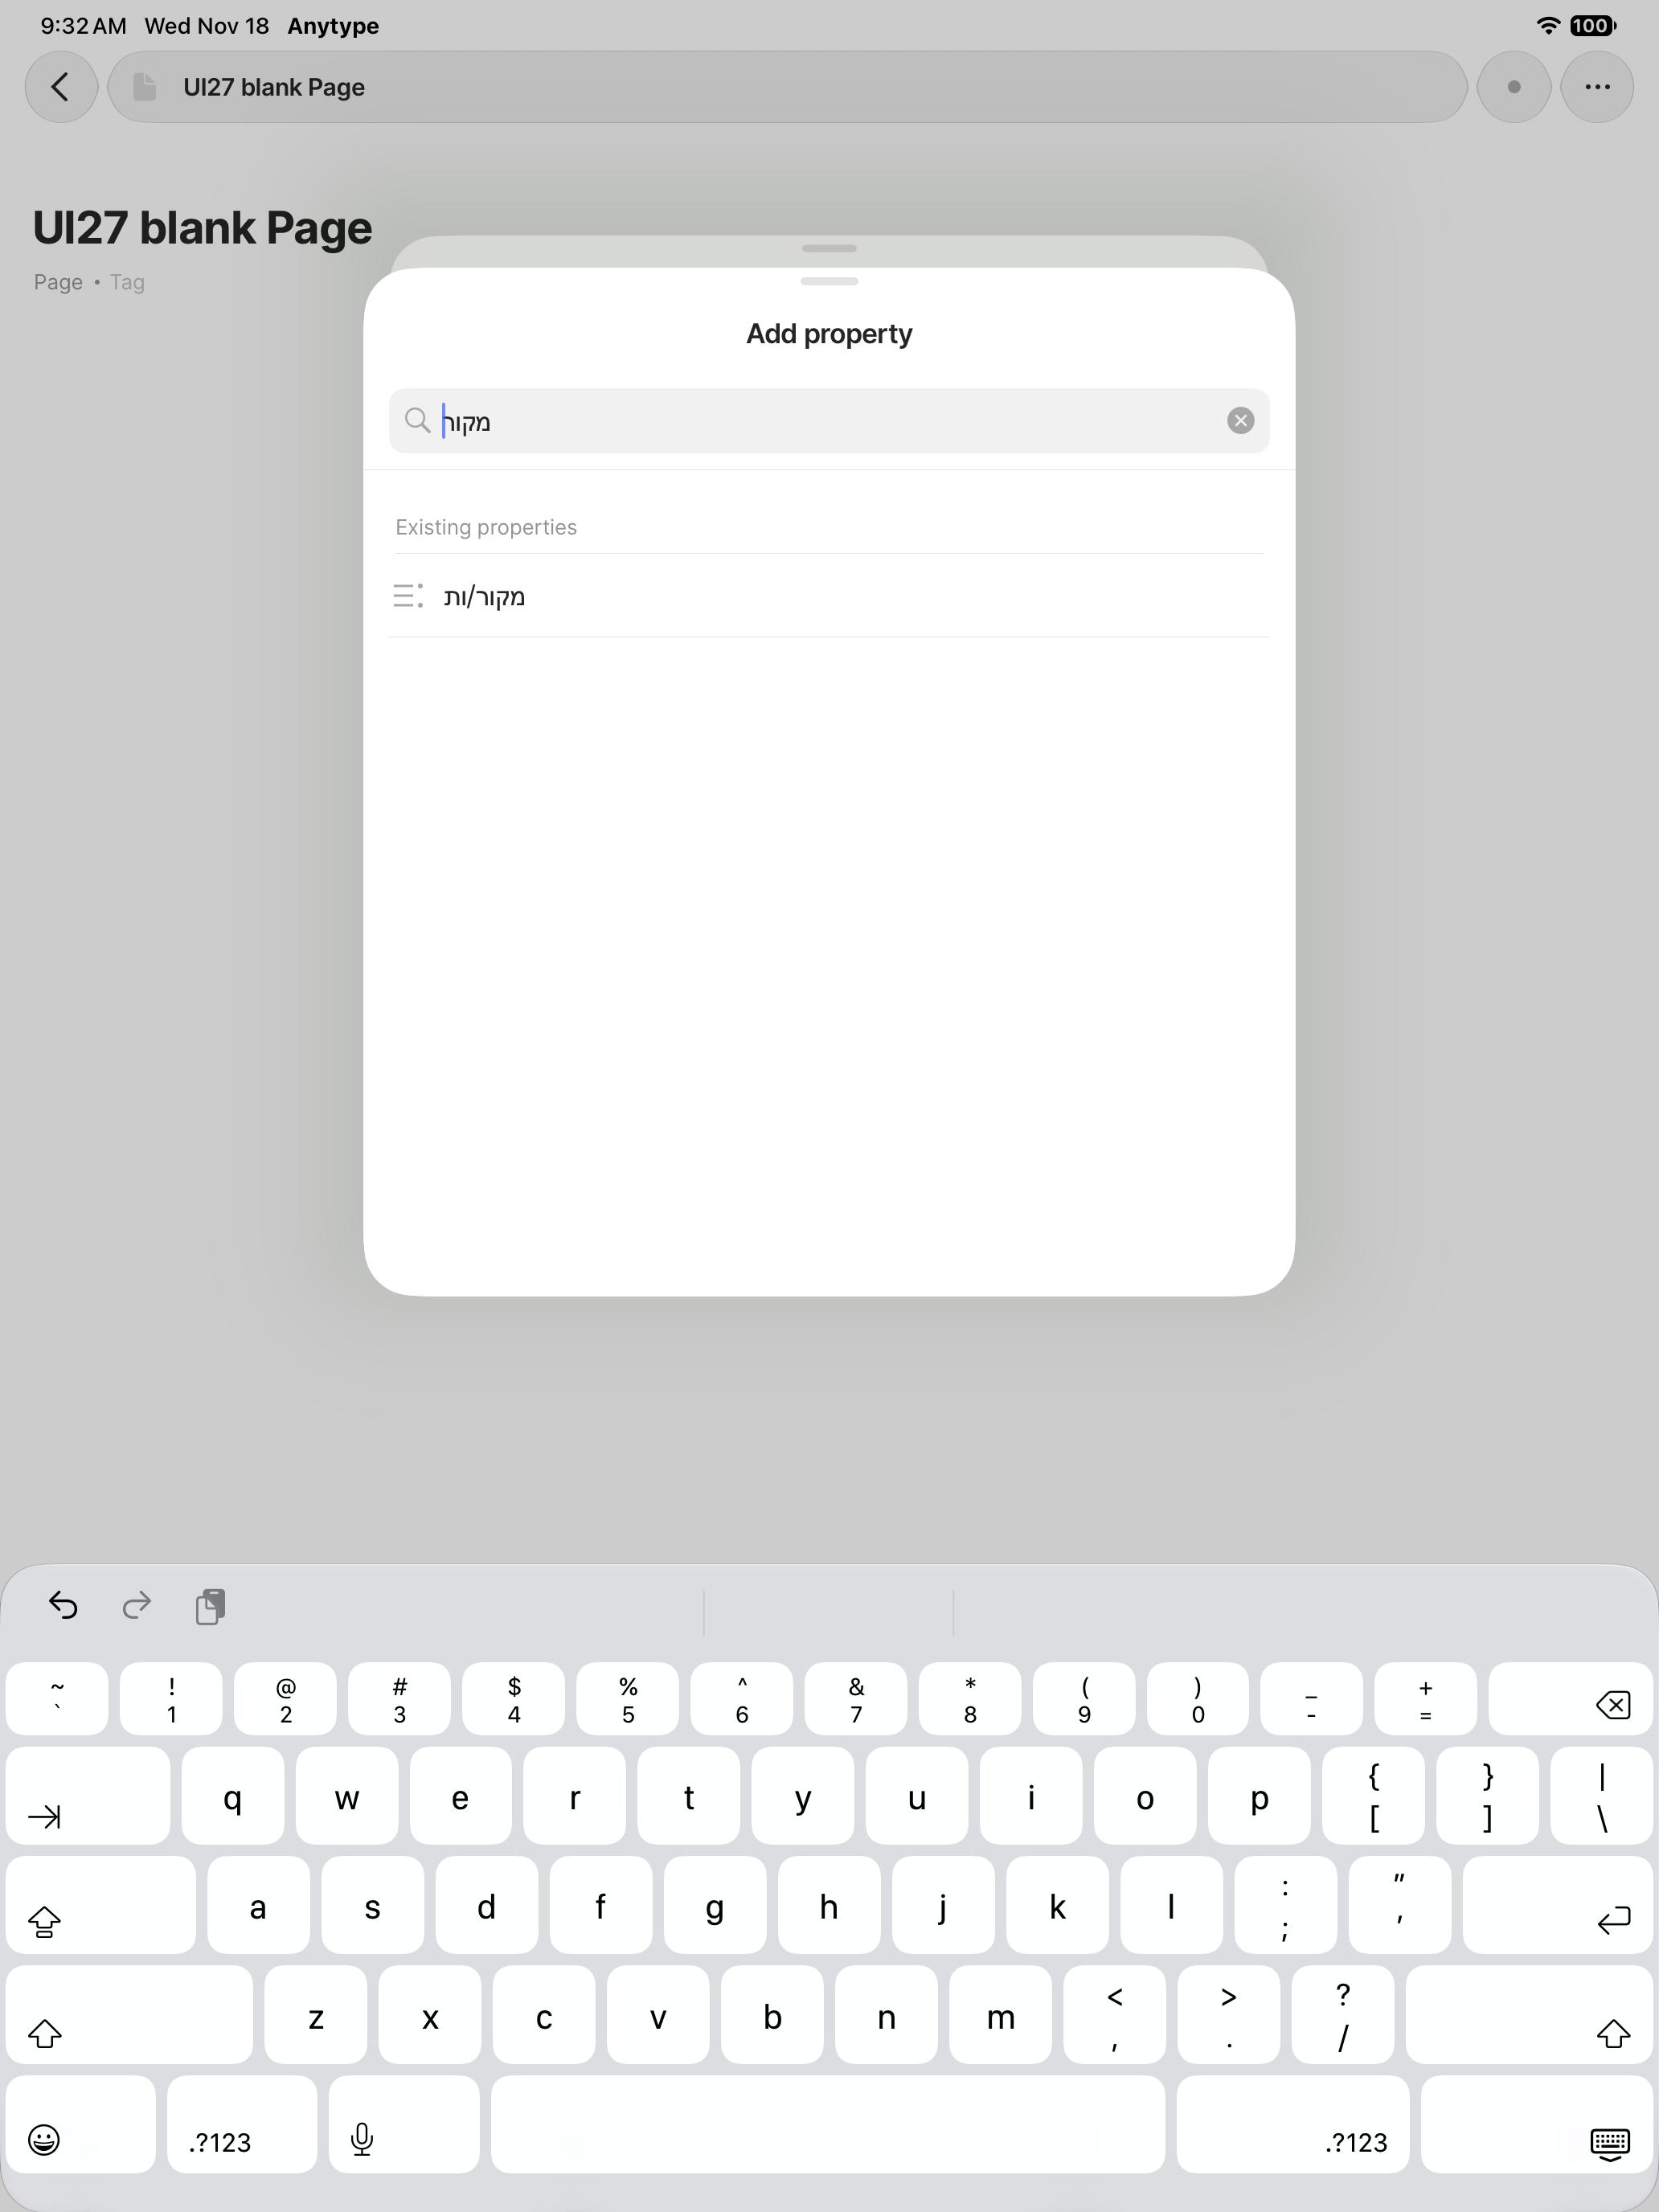 9:32 AM Wed Nov 18 Anytype 100
UI27 blank Page
UI27 blank Page
Page • Tag
Add property
מקור
Existing properties
מקור/ות
~ ! @ # $ % ^ & * ( ) _ +
` 1 2 3 4 5 6 7 8 9 0 - =
q w e r t y u i o p { } |
[ ] \
a s d f g h j k l : "
; '
z x c v b n m < > ?
, . /
.?123 .?123